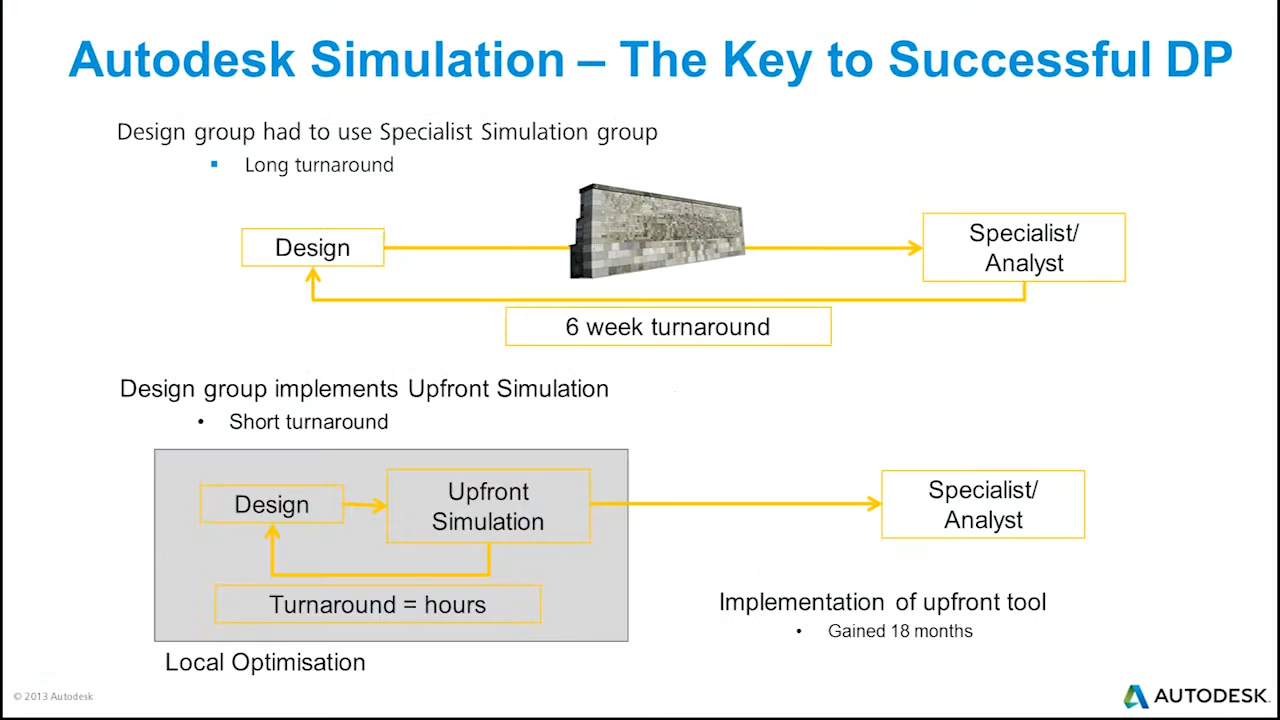 Autodesk Simulation – The Key to Successful DP
Design group had to use Specialist Simulation group
▪ Long turnaround
Design
Specialist/
Analyst
6 week turnaround
Design group implements Upfront Simulation
• Short turnaround
Design
Upfront
Simulation
Specialist/
Analyst
Turnaround = hours
Implementation of upfront tool
• Gained 18 months
Local Optimisation
© 2013 Autodesk
AUTODESK.